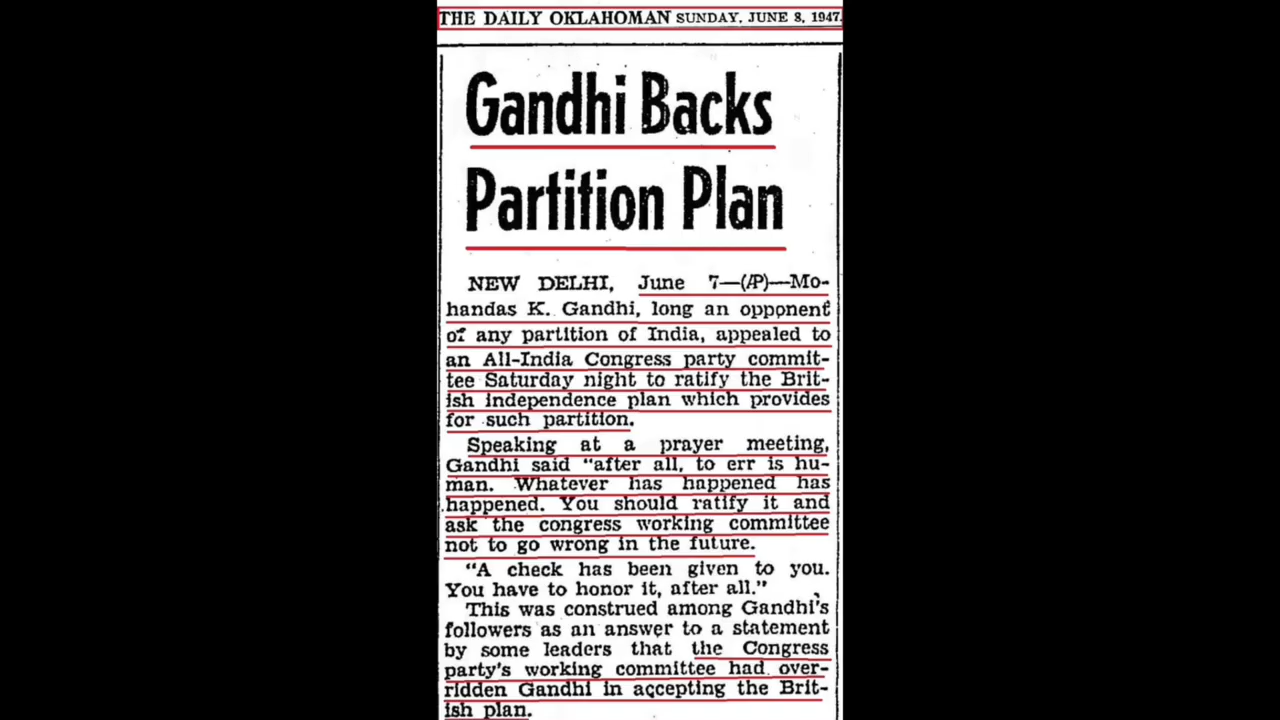 THE DAILY OKLAHOMAN SUNDAY, JUNE 8, 1947.
Gandhi Backs
Partition Plan
NEW DELHI, June 7—(AP)—Mo-
handas K. Gandhi, long an opponent
of any partition of India, appealed to
an All-India Congress party commit-
tee Saturday night to ratify the Brit-
ish independence plan which provides
for such partition.
Speaking at a prayer meeting,
Gandhi said "after all, to err is hu-
man. Whatever has happened has
happened. You should ratify it and
ask the congress working committee
not to go wrong in the future.
"A check has been given to you.
You have to honor it, after all."
This was construed among Gandhi's
followers as an answer to a statement
by some leaders that the Congress
party's working committee had over-
ridden Gandhi in accepting the Brit-
ish plan.